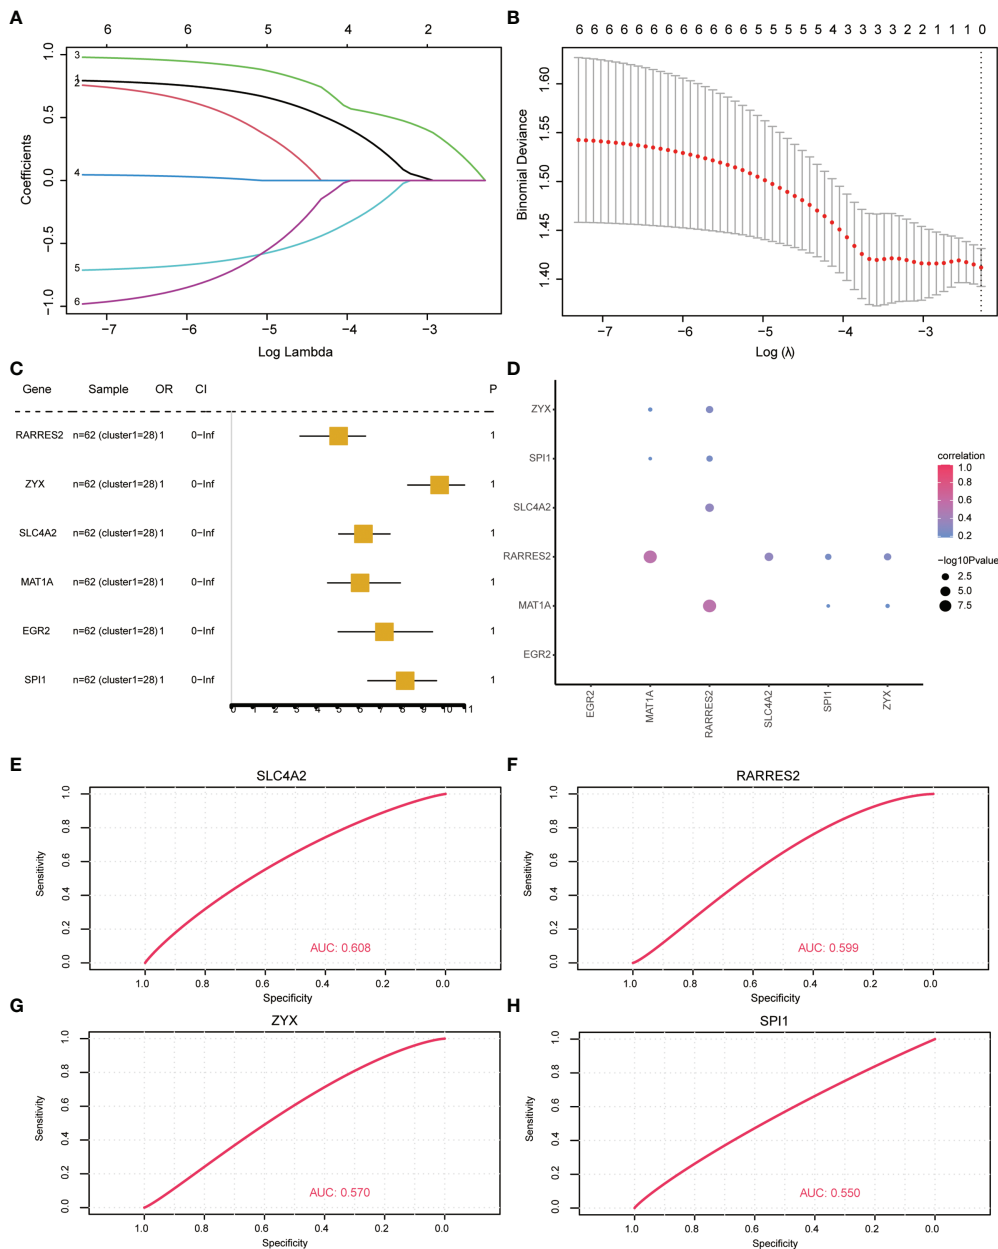 A
6 6 5 4 2
1.0
0.5
0.0
−0.5
−1.0
Coefficients
3
1
2
4
5
6
−7 −6 −5 −4 −3
Log Lambda
B
6 6 6 6 6 6 6 6 6 6 6 5 5 5 5 5 4 3 3 3 2 2 1 1 1 0
1.60
1.55
1.50
1.45
1.40
Binomial Deviance
−7 −6 −5 −4 −3
Log (λ)
C
Gene Sample OR CI P
RARRES2 n=62 (cluster1=28) 1 0−Inf 1
ZYX n=62 (cluster1=28) 1 0−Inf 1
SLC4A2 n=62 (cluster1=28) 1 0−Inf 1
MAT1A n=62 (cluster1=28) 1 0−Inf 1
EGR2 n=62 (cluster1=28) 1 0−Inf 1
SPI1 n=62 (cluster1=28) 1 0−Inf 1
0 1 2 3 4 5 6 7 8 9 10 11
D
ZYX
SPI1
SLC4A2
RARRES2
MAT1A
EGR2
EGR2 MAT1A RARRES2 SLC4A2 SPI1 ZYX
correlation
1.0
0.8
0.6
0.4
0.2
−log10Pvalue
2.5
5.0
7.5
E
SLC4A2
1.0
0.8
0.6
0.4
0.2
0.0
Sensitivity
AUC: 0.608
1.0 0.8 0.6 0.4 0.2 0.0
Specificity
F
RARRES2
1.0
0.8
0.6
0.4
0.2
0.0
Sensitivity
AUC: 0.599
1.0 0.8 0.6 0.4 0.2 0.0
Specificity
G
ZYX
1.0
0.8
0.6
0.4
0.2
0.0
Sensitivity
AUC: 0.570
1.0 0.8 0.6 0.4 0.2 0.0
Specificity
H
SPI1
1.0
0.8
0.6
0.4
0.2
0.0
Sensitivity
AUC: 0.550
1.0 0.8 0.6 0.4 0.2 0.0
Specificity